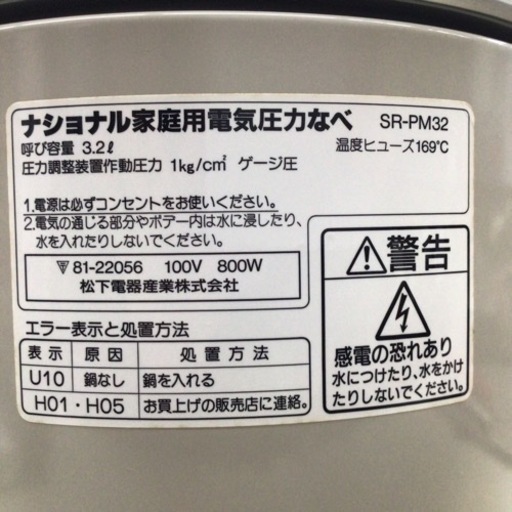 ナショナル家庭用電気圧力なべ SR-PM32
呼び容量 3.2ℓ 温度ヒューズ169℃
圧力調整装置作動圧力 1kg/c㎡ ゲージ圧
1.電源は必ずコンセントをお使いください。
2.電気の通じる部分やボデー内は水に浸したり、
水を入れたりしないでください。
81-22056 100V 800W
松下電器産業株式会社
警告
感電の恐れあり
水につけたり、水をかけ
たりしないでください。
エラー表示と処置方法
表示 原因 処置方法
U10 鍋なし 鍋を入れる
H01・H05 お買上げの販売店に連絡。